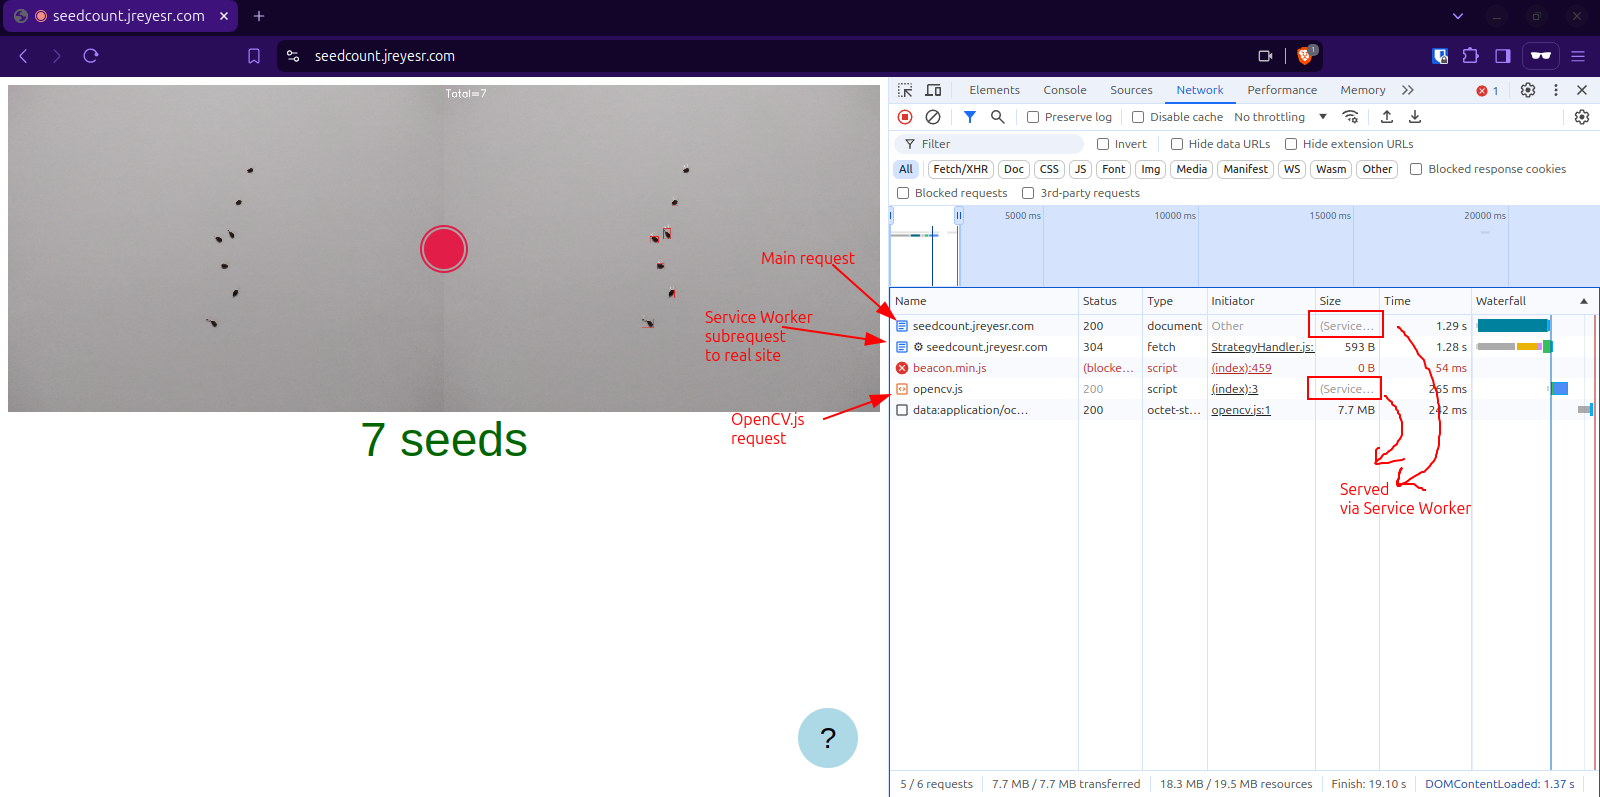 seedcount.jreyesr.com
seedcount.jreyesr.com
1
Total=7
7 seeds
?
Main request
Service Worker
subrequest
to real site
OpenCV.js
request
Elements Console Sources Network Performance Memory 1
Preserve log Disable cache No throttling
Filter Invert Hide data URLs Hide extension URLs
All Fetch/XHR Doc CSS JS Font Img Media Manifest WS Wasm Other Blocked response cookies
Blocked requests 3rd-party requests
5000 ms 10000 ms 15000 ms 20000 ms
Name Status Type Initiator Size Time Waterfall
seedcount.jreyesr.com 200 document Other (Service… 1.29 s
seedcount.jreyesr.com 304 fetch StrategyHandler.js: 593 B 1.28 s
beacon.min.js (blocke… script (index):459 0 B 54 ms
opencv.js 200 script (index):3 (Service… 265 ms
data:application/oc… 200 octet-st… opencv.js:1 7.7 MB 242 ms
Served
via Service Worker
5 / 6 requests 7.7 MB / 7.7 MB transferred 18.3 MB / 19.5 MB resources Finish: 19.10 s DOMContentLoaded: 1.37 s